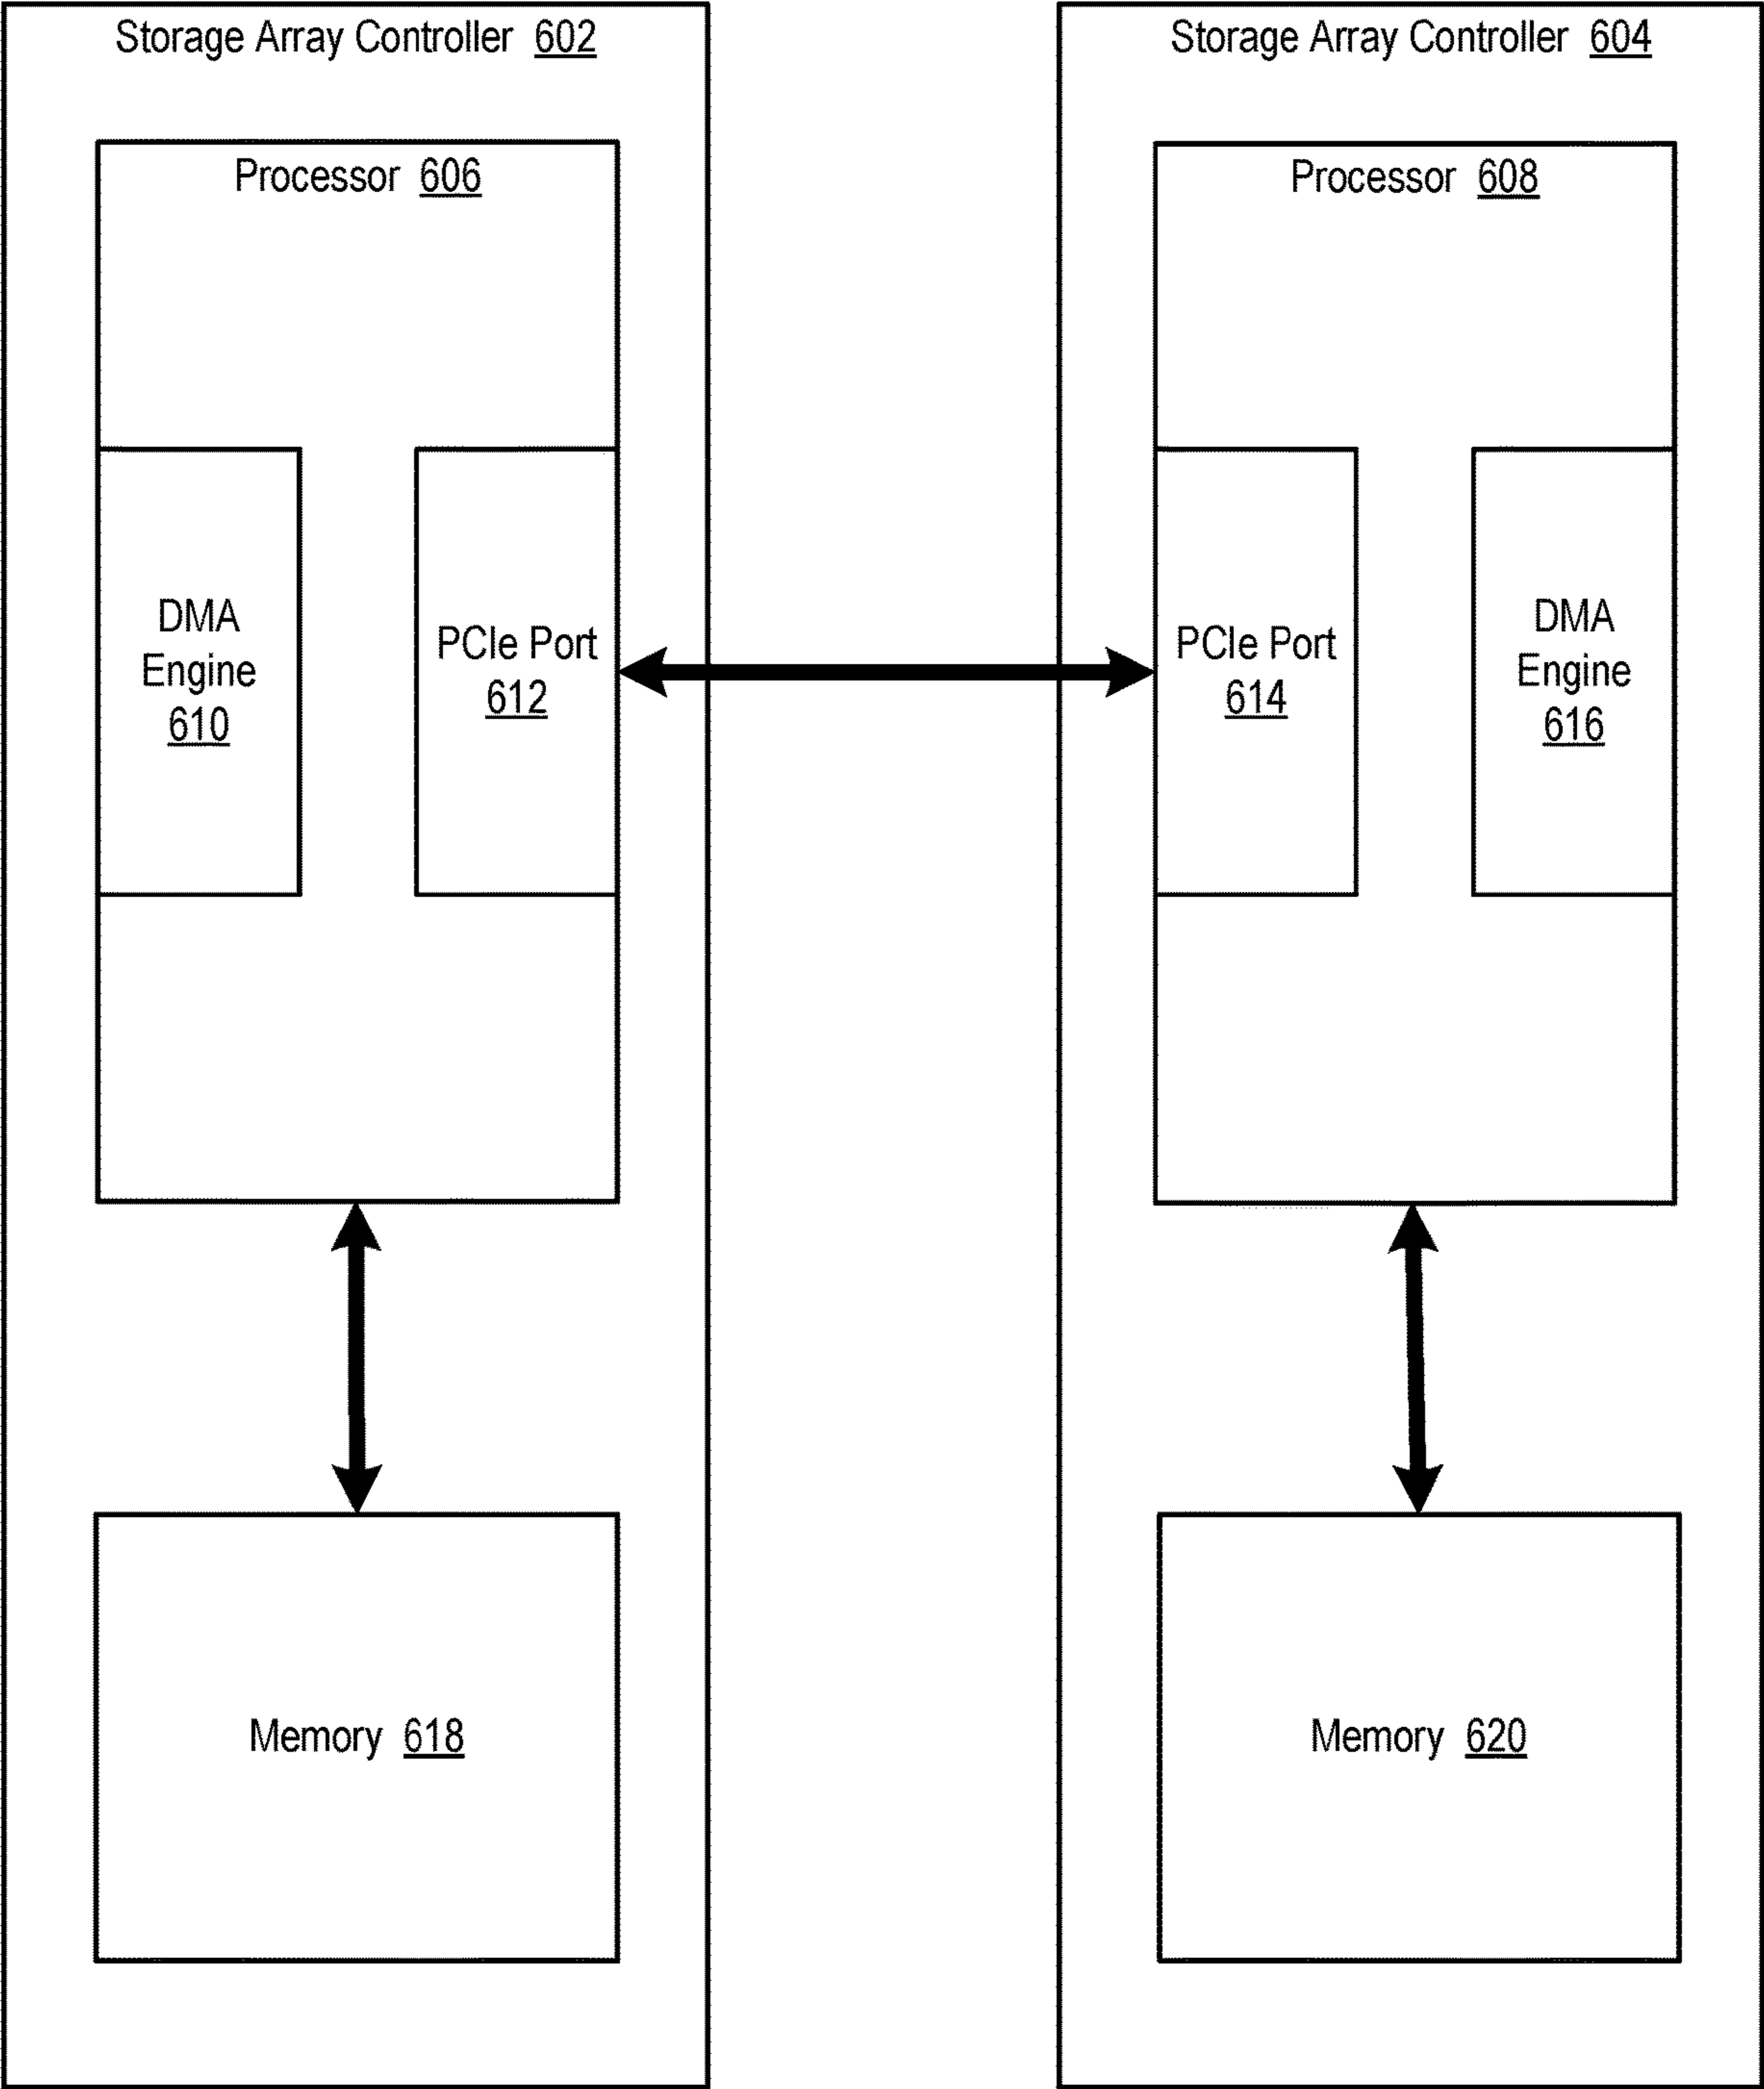 Storage Array Controller 602
Processor 606
DMA
Engine
610
PCIe Port
612
Memory 618
Storage Array Controller 604
Processor 608
PCIe Port
614
DMA
Engine
616
Memory 620